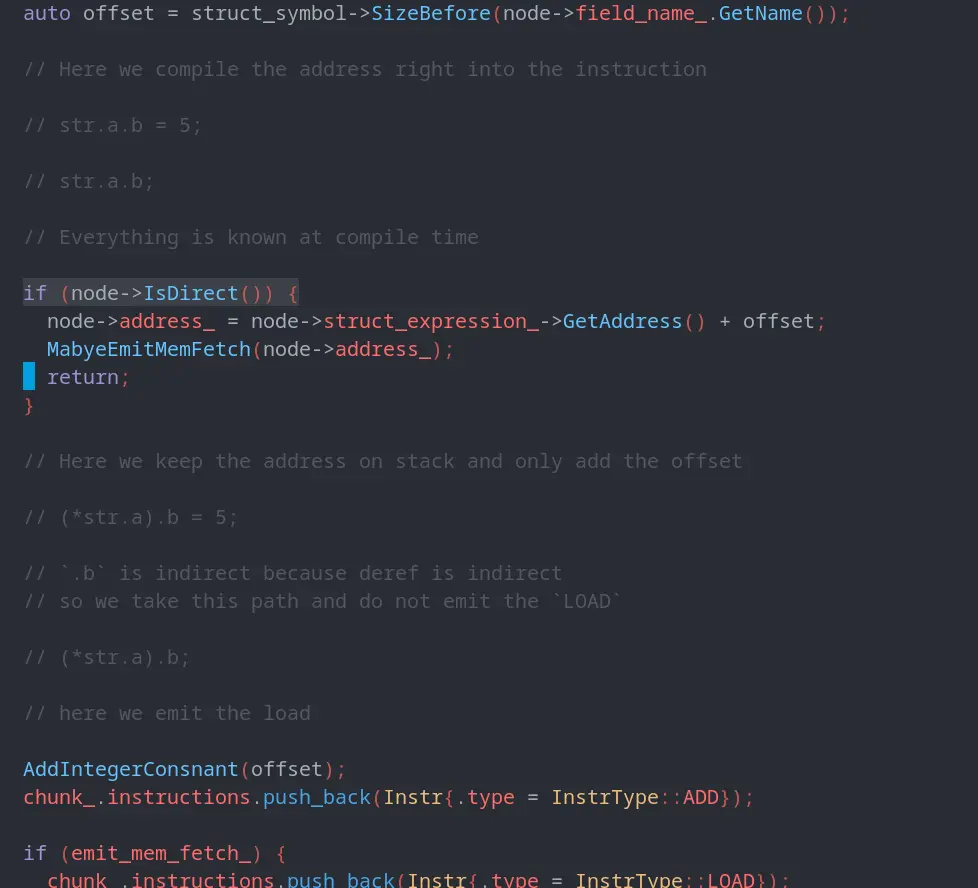 auto offset = struct_symbol->SizeBefore(node->field_name_.GetName());
// Here we compile the address right into the instruction
// str.a.b = 5;
// str.a.b;
// Everything is known at compile time
if (node->IsDirect()) {
node->address_ = node->struct_expression_->GetAddress() + offset;
MabyeEmitMemFetch(node->address_);
return;
}
// Here we keep the address on stack and only add the offset
// (*str.a).b = 5;
// `.b` is indirect because deref is indirect
// so we take this path and do not emit the `LOAD`
// (*str.a).b;
// here we emit the load
AddIntegerConsnant(offset);
chunk_.instructions.push_back(Instr{.type = InstrType::ADD});
if (emit_mem_fetch_) {
chunk_.instructions.push_back(Instr{.type = InstrType::LOAD});